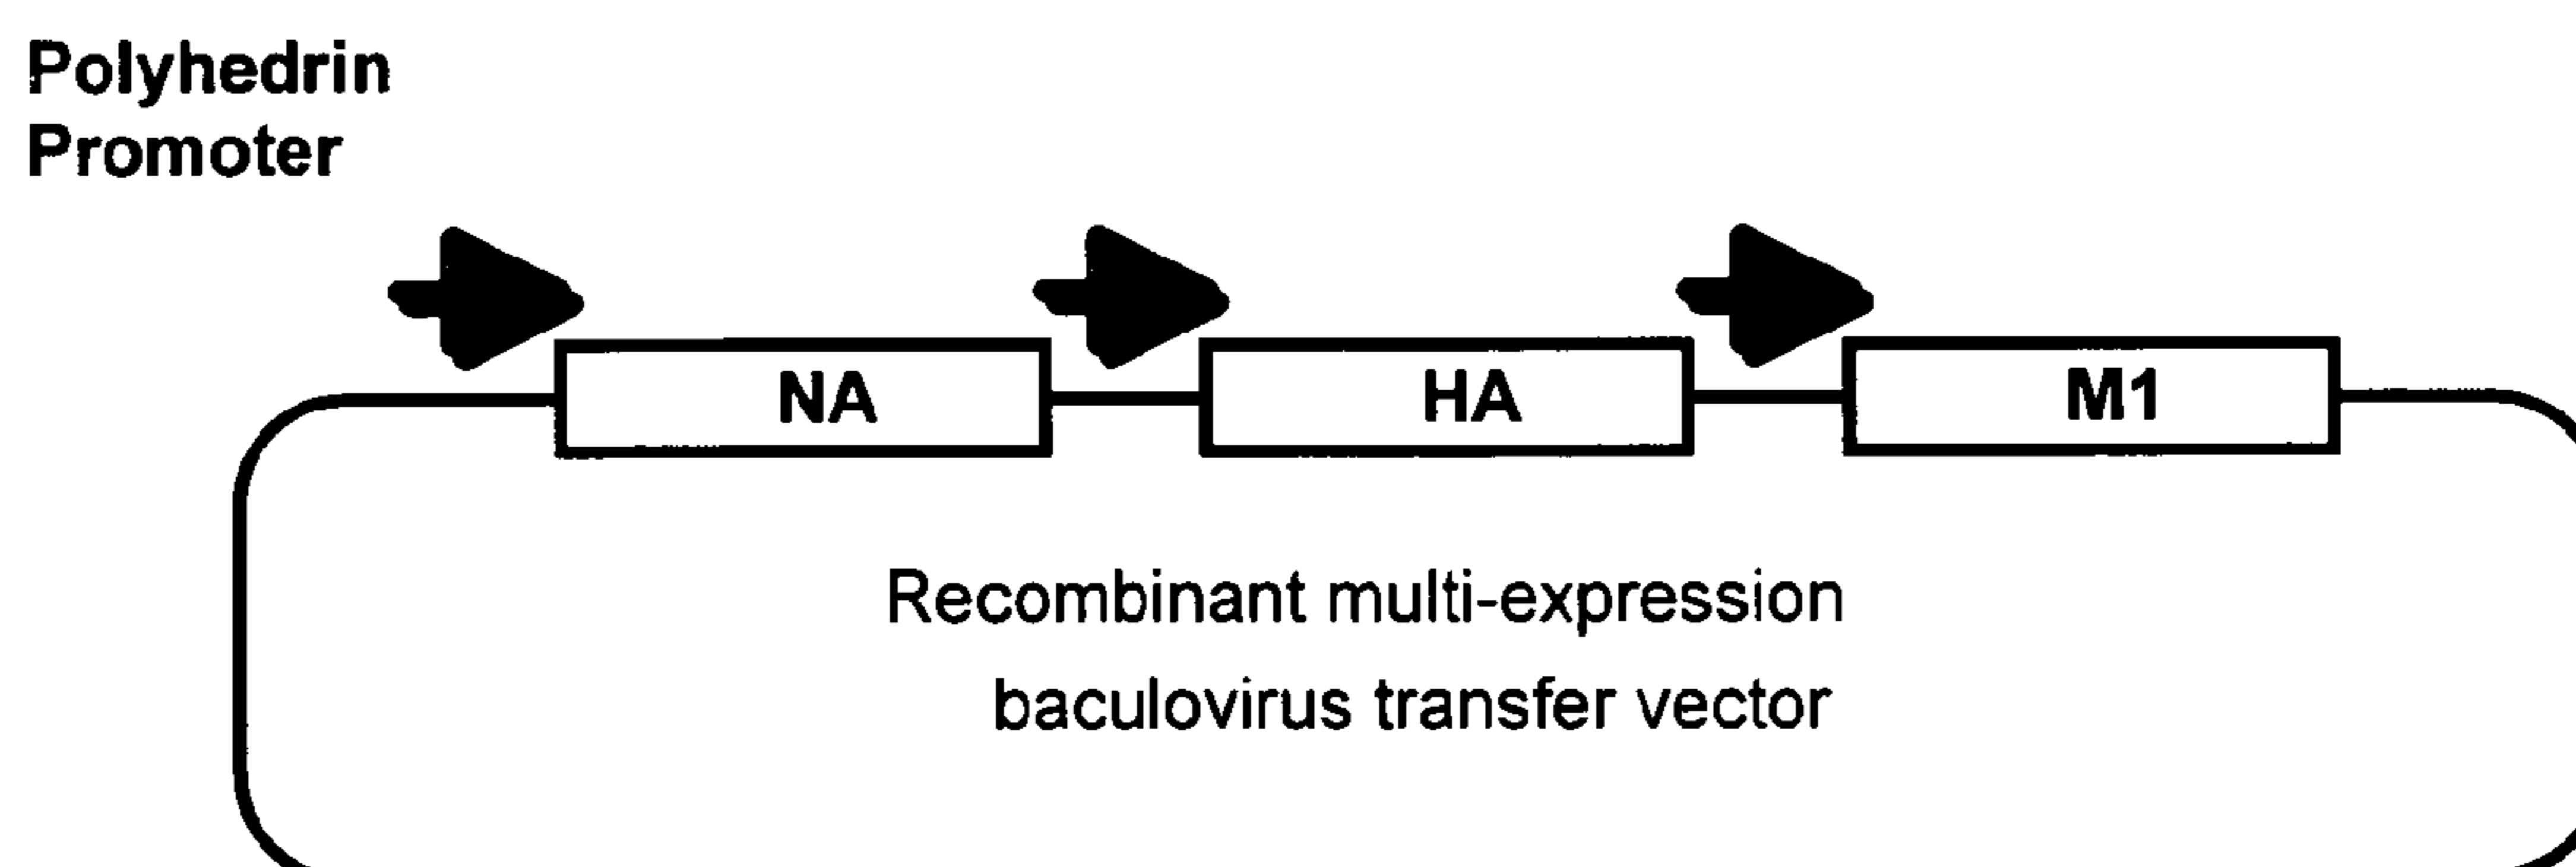 Polyhedrin
Promoter
NA
HA
M1
Recombinant multi-expression
baculovirus transfer vector